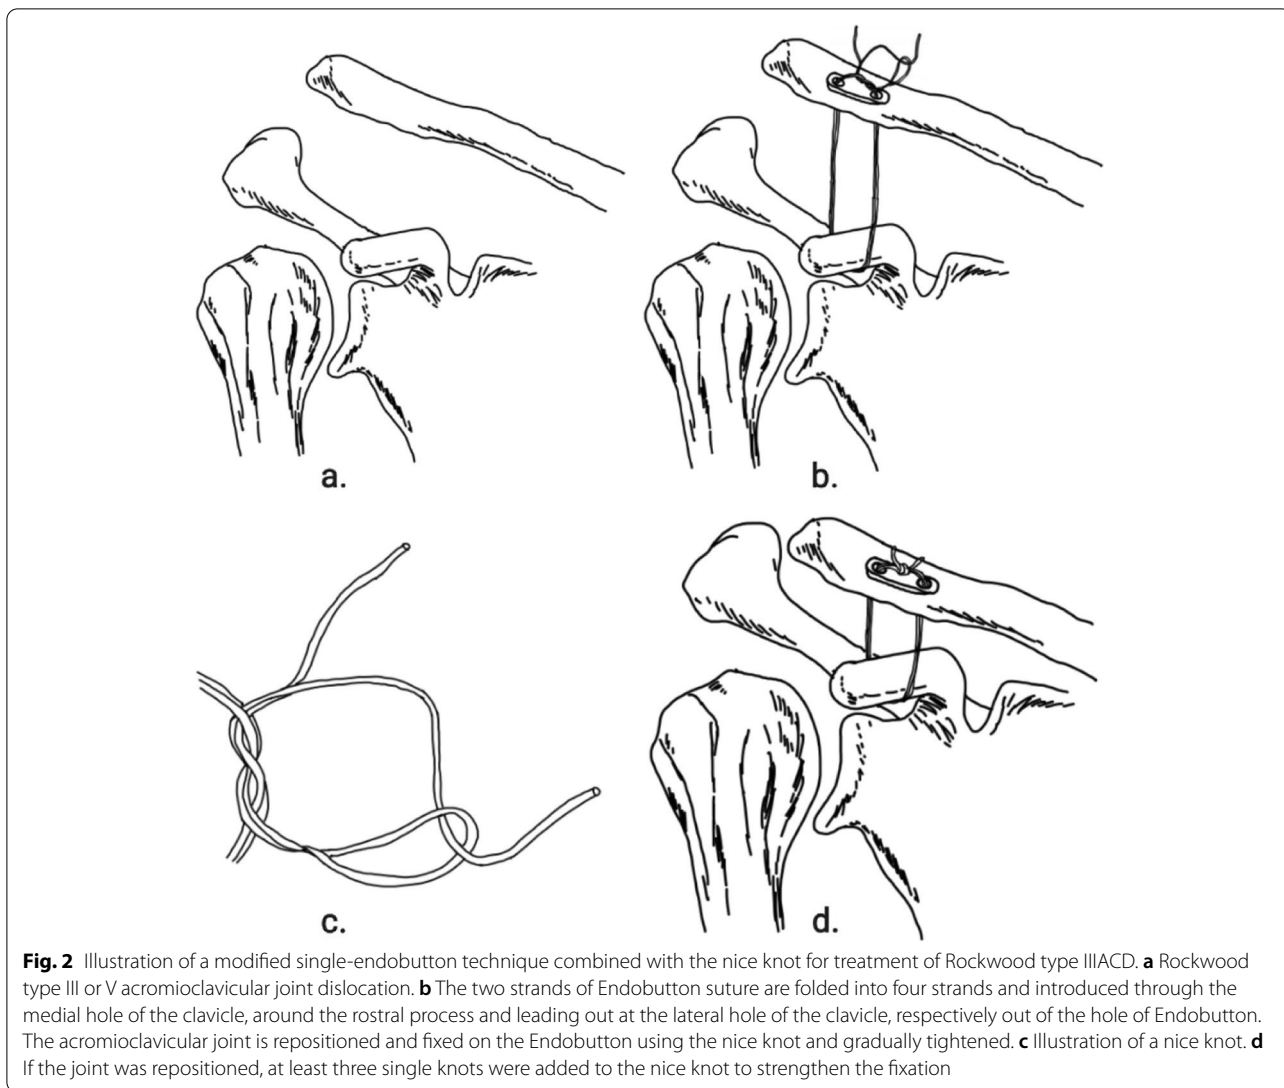 a.
b.
c.
d.
Fig. 2 Illustration of a modified single-endobutton technique combined with the nice knot for treatment of Rockwood type IIIACD. a Rockwood
type III or V acromioclavicular joint dislocation. b The two strands of Endobutton suture are folded into four strands and introduced through the
medial hole of the clavicle, around the rostral process and leading out at the lateral hole of the clavicle, respectively out of the hole of Endobutton.
The acromioclavicular joint is repositioned and fixed on the Endobutton using the nice knot and gradually tightened. c Illustration of a nice knot. d
If the joint was repositioned, at least three single knots were added to the nice knot to strengthen the fixation